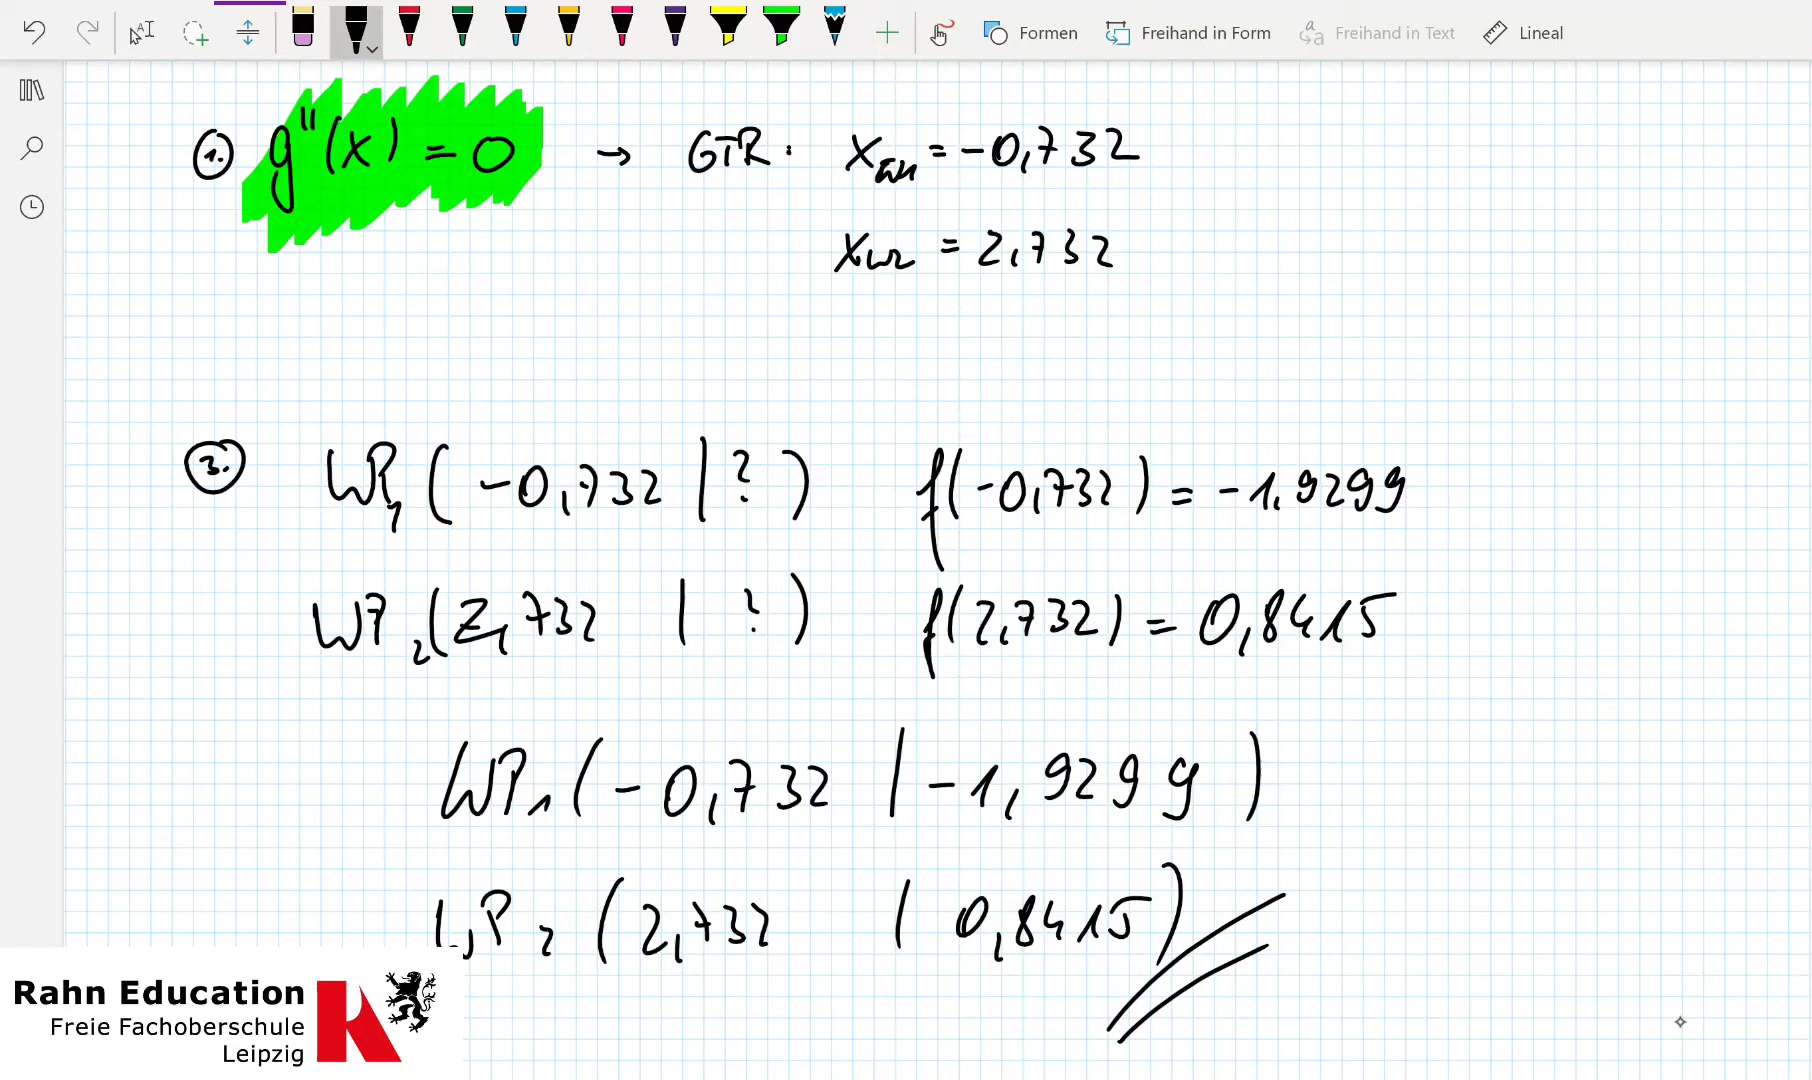 Formen Freihand in Form Freihand in Text Lineal
1. g''(x) = 0 → GTR: xw1 = -0,732
xw2 = 2,732
3. WP1 ( -0,732 | ? ) f(-0,732) = -1,9299
WP2 ( 2,732 | ? ) f(2,732) = 0,8415
WP1 ( -0,732 | -1,9299 )
WP2 ( 2,732 | 0,8415 )
Rahn Education
Freie Fachoberschule
Leipzig